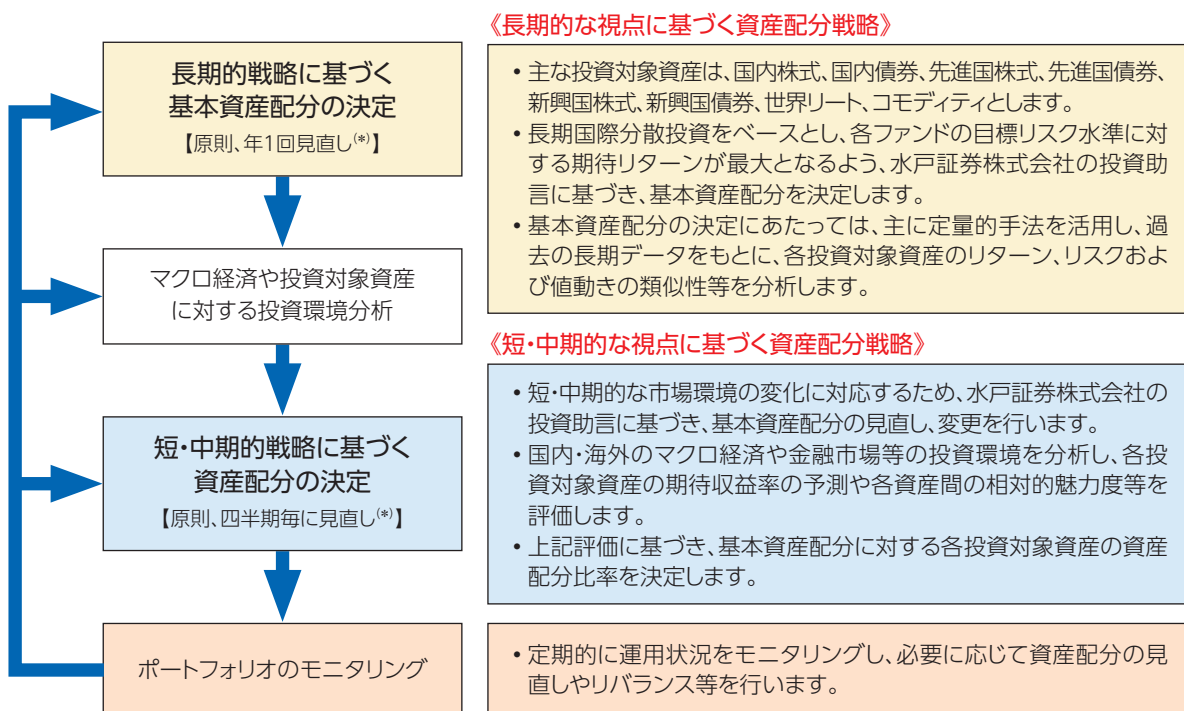 長期的戦略に基づく
基本資産配分の決定
【原則、年1回見直し(*)】
マクロ経済や投資対象資産
に対する投資環境分析
短・中期的戦略に基づく
資産配分の決定
【原則、四半期毎に見直し(*)】
ポートフォリオのモニタリング
《長期的な視点に基づく資産配分戦略》
• 主な投資対象資産は、国内株式、国内債券、先進国株式、先進国債券、
新興国株式、新興国債券、世界リート、コモディティとします。
• 長期国際分散投資をベースとし、各ファンドの目標リスク水準に対
する期待リターンが最大となるよう、水戸証券株式会社の投資助
言に基づき、基本資産配分を決定します。
• 基本資産配分の決定にあたっては、主に定量的手法を活用し、過
去の長期データをもとに、各投資対象資産のリターン、リスクおよ
び値動きの類似性等を分析します。
《短・中期的な視点に基づく資産配分戦略》
• 短・中期的な市場環境の変化に対応するため、水戸証券株式会社の
投資助言に基づき、基本資産配分の見直し、変更を行います。
• 国内・海外のマクロ経済や金融市場等の投資環境を分析し、各投
資対象資産の期待収益率の予測や各資産間の相対的魅力度等を
評価します。
• 上記評価に基づき、基本資産配分に対する各投資対象資産の資産
配分比率を決定します。
• 定期的に運用状況をモニタリングし、必要に応じて資産配分の見
直しやリバランス等を行います。